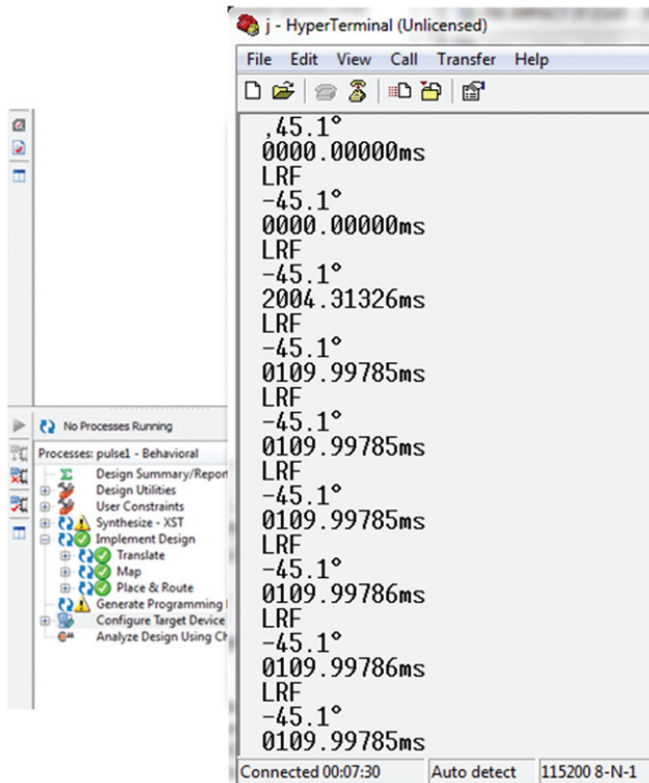 j - HyperTerminal (Unlicensed)
File Edit View Call Transfer Help
,45.1°
0000.00000ms
LRF
-45.1°
0000.00000ms
LRF
-45.1°
2004.31326ms
LRF
-45.1°
0109.99785ms
LRF
-45.1°
0109.99785ms
LRF
-45.1°
0109.99785ms
LRF
-45.1°
0109.99786ms
LRF
-45.1°
0109.99786ms
LRF
-45.1°
0109.99785ms
Connected 00:07:30 Auto detect 115200 8-N-1
No Processes Running
Processes: pulse1 - Behavioral
Design Summary/Report
Design Utilities
User Constraints
Synthesize - XST
Implement Design
Translate
Map
Place & Route
Generate Programming
Configure Target Device
Analyze Design Using